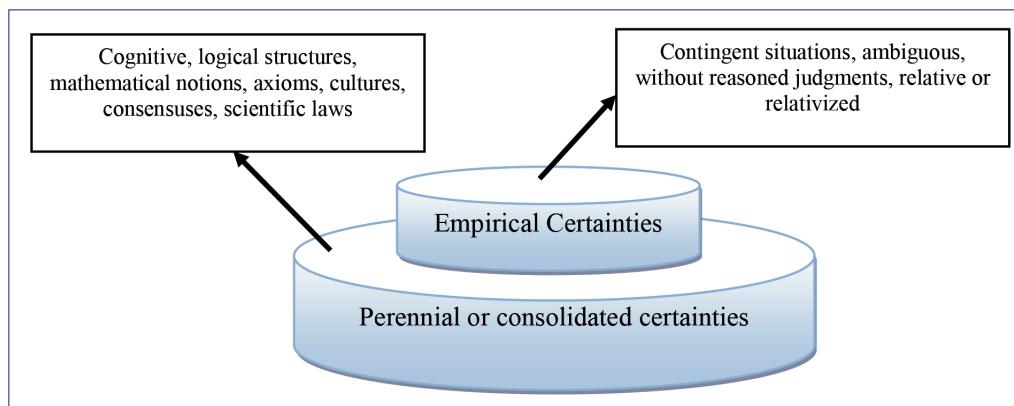 Cognitive, logical structures,
mathematical notions, axioms, cultures,
consensuses, scientific laws
Contingent situations, ambiguous,
without reasoned judgments, relative or
relativized
Empirical Certainties
Perennial or consolidated certainties